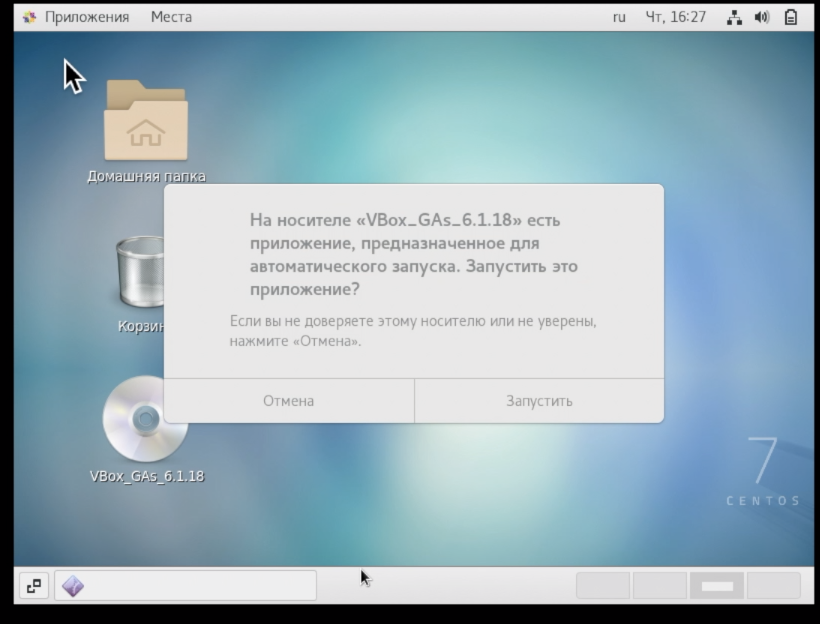 Приложения Места ru Чт, 16:27
Домашняя папка
На носителе «VBox_GAs_6.1.18» есть
приложение, предназначенное для
автоматического запуска. Запустить это
приложение?
Если вы не доверяете этому носителю или не уверены,
нажмите «Отмена».
Отмена Запустить
VBox_GAs_6.1.18
7
CENTOS